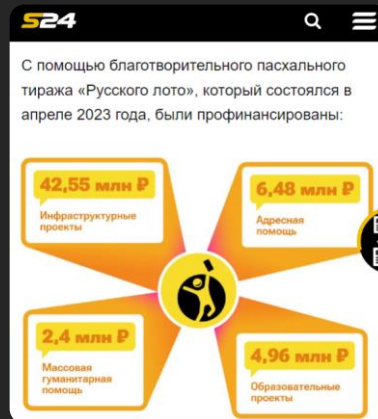 S24
С помощью благотворительного пасхального
тиража «Русского лото», который состоялся в
апреле 2023 года, были профинансированы:
42,55 млн ₽
Инфраструктурные
проекты
6,48 млн ₽
Адресная
помощь
2,4 млн ₽
Массовая
гуманитарная
помощь
4,96 млн ₽
Образовательные
проекты